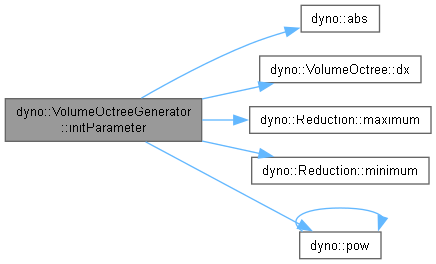 dyno::VolumeOctreeGenerator
::initParameter
dyno::abs
dyno::VolumeOctree::dx
dyno::Reduction::maximum
dyno::Reduction::minimum
dyno::pow